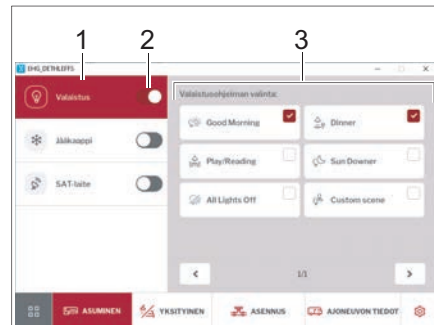 1 2 3
EHG_DETHLEFFS
Valaistus
Jääkaappi
SAT-laite
Valaistusohjelman valinta:
Good Morning
Dinner
Play/Reading
Sun Downer
All Lights Off
Custom scene
1/1
ASUMINEN
YKSITYINEN
ASENNUS
AJONEUVON TIEDOT